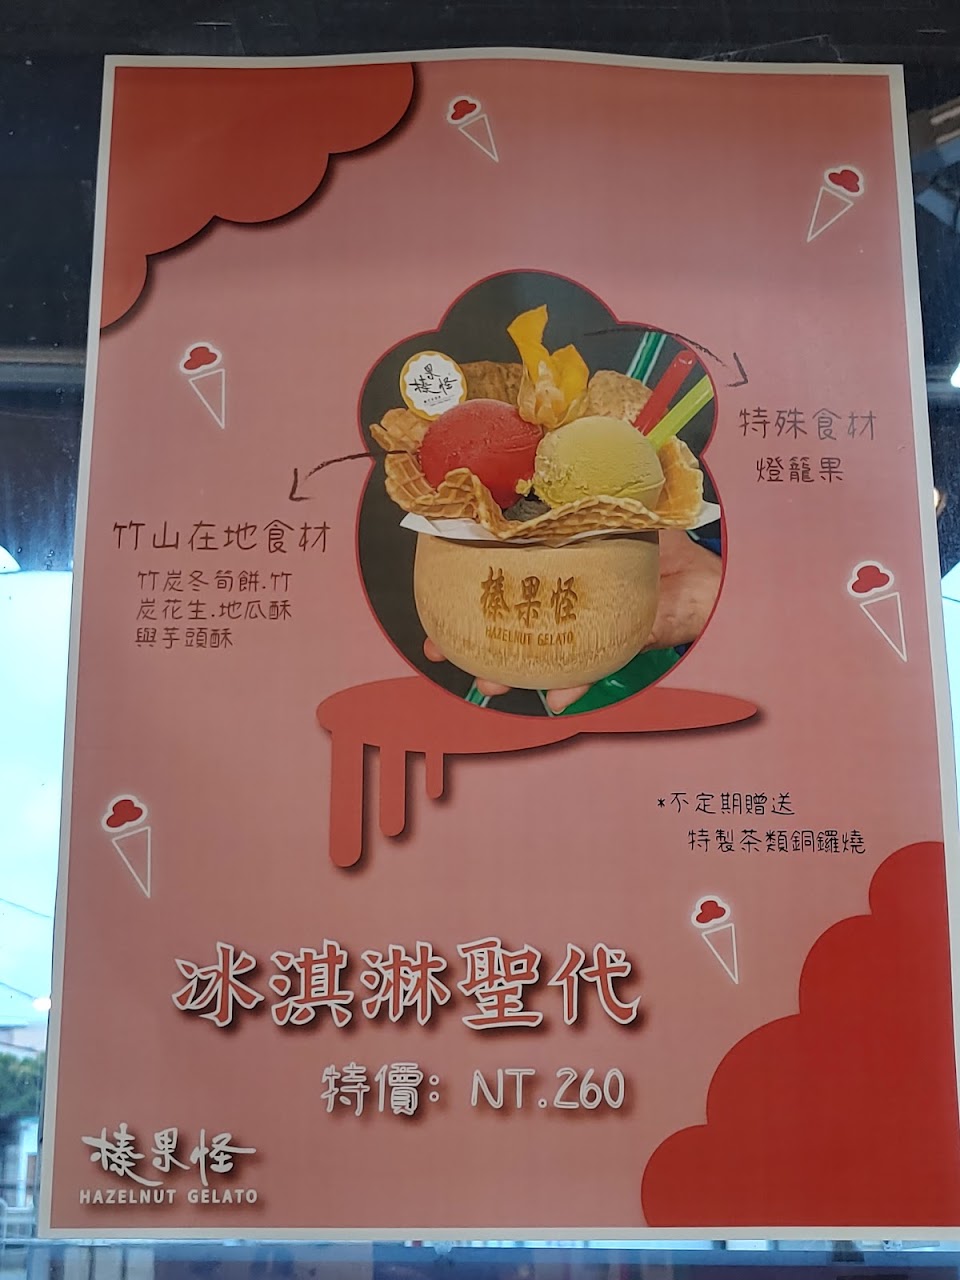 榛果怪
特殊食材
燈籠果
竹山在地食材
竹炭冬筍餅.竹
炭花生.地瓜酥
與芋頭酥
榛果怪
HAZELNUT GELATO
*不定期贈送
特製茶類銅鑼燒
冰淇淋聖代
特價: NT.260
榛果怪
HAZELNUT GELATO